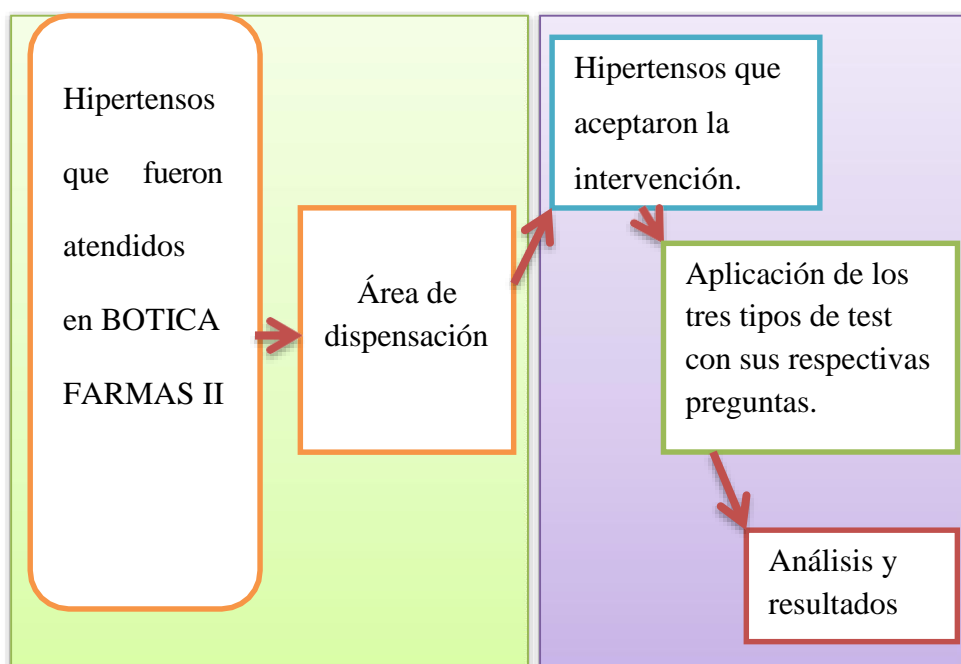 Hipertensos
que fueron
atendidos
en BOTICA
FARMAS II
Área de
dispensación
Hipertensos que
aceptaron la
intervención.
Aplicación de los
tres tipos de test
con sus respectivas
preguntas.
Análisis y
resultados